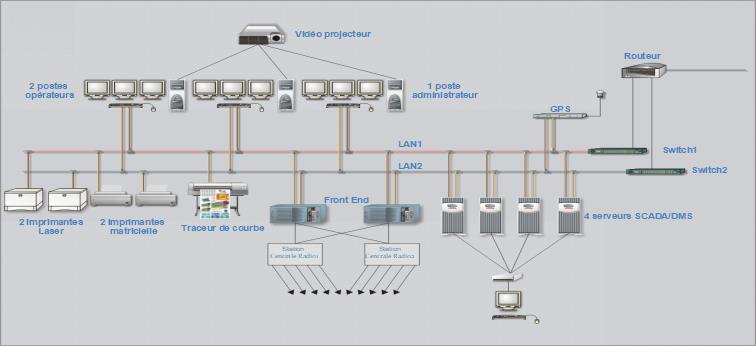 Vidéo projecteur
Routeur
2 postes
opérateurs
1 poste
administrateur
GPS
LAN1
Switch1
LAN2
Switch2
Front End
2 Imprimantes
Laser
2 Imprimantes
matricielle
Traceur de courbe
4 serveurs SCADA/DMS
Station
Centrale Radio
Station
Centrale Radio